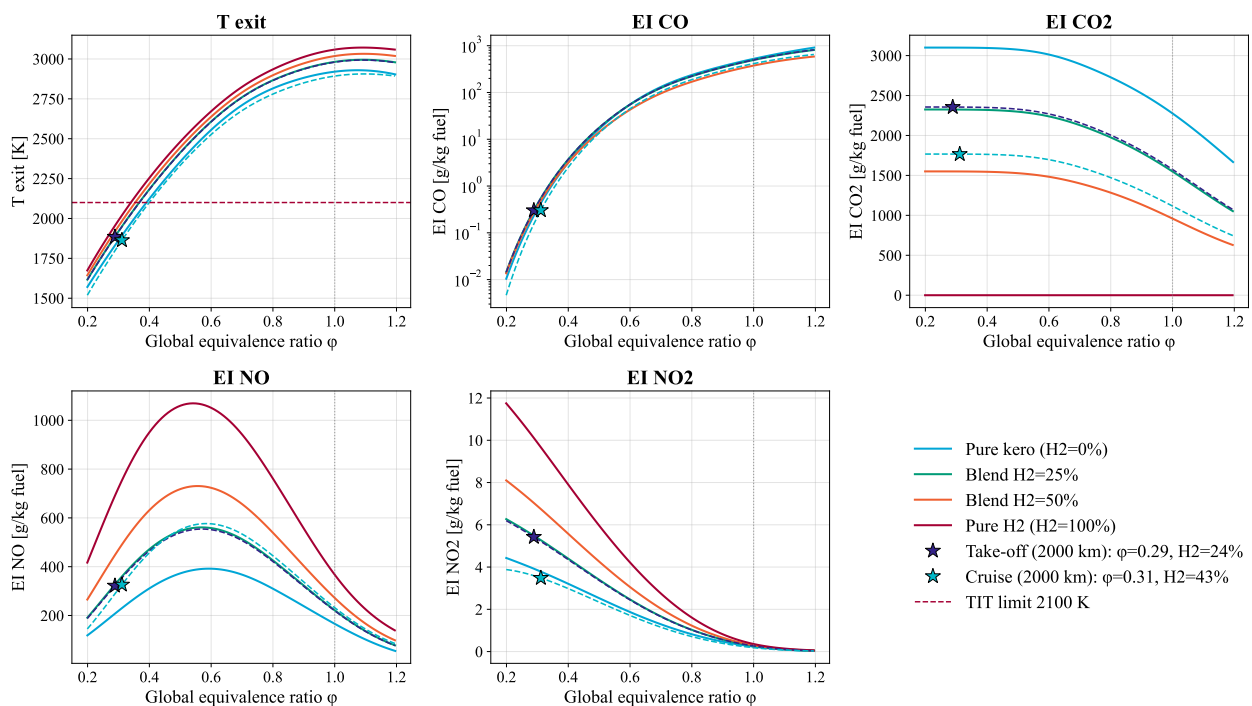 T exit
T exit [K]
3000
2750
2500
2250
2000
1750
1500
0.2 0.4 0.6 0.8 1.0 1.2
Global equivalence ratio φ
EI CO
EI CO [g/kg fuel]
10³
10²
10¹
10⁰
10⁻¹
10⁻²
0.2 0.4 0.6 0.8 1.0 1.2
Global equivalence ratio φ
EI CO2
EI CO2 [g/kg fuel]
3000
2500
2000
1500
1000
500
0
0.2 0.4 0.6 0.8 1.0 1.2
Global equivalence ratio φ
EI NO
EI NO [g/kg fuel]
1000
800
600
400
200
0.2 0.4 0.6 0.8 1.0 1.2
Global equivalence ratio φ
EI NO2
EI NO2 [g/kg fuel]
12
10
8
6
4
2
0
0.2 0.4 0.6 0.8 1.0 1.2
Global equivalence ratio φ
Pure kero (H2=0%)
Blend H2=25%
Blend H2=50%
Pure H2 (H2=100%)
Take-off (2000 km): φ=0.29, H2=24%
Cruise (2000 km): φ=0.31, H2=43%
TIT limit 2100 K